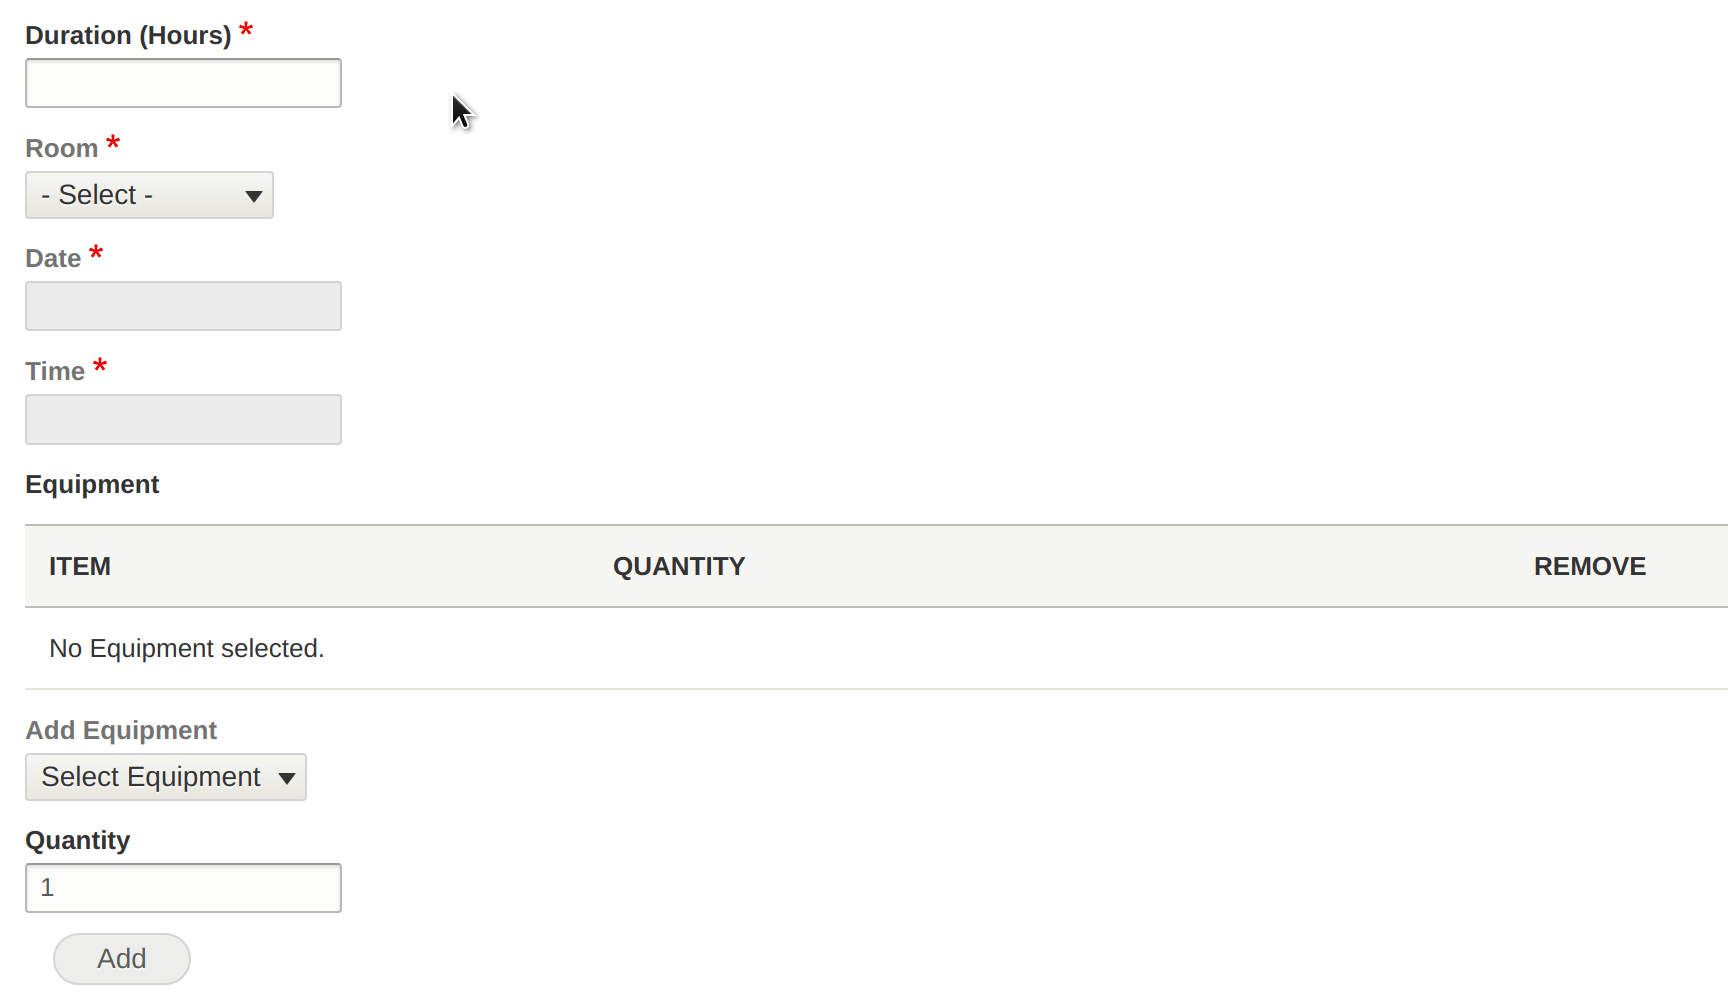 Duration (Hours) *
Room *
- Select -
Date *
Time *
Equipment
ITEM QUANTITY REMOVE
No Equipment selected.
Add Equipment
Select Equipment
Quantity
1
Add